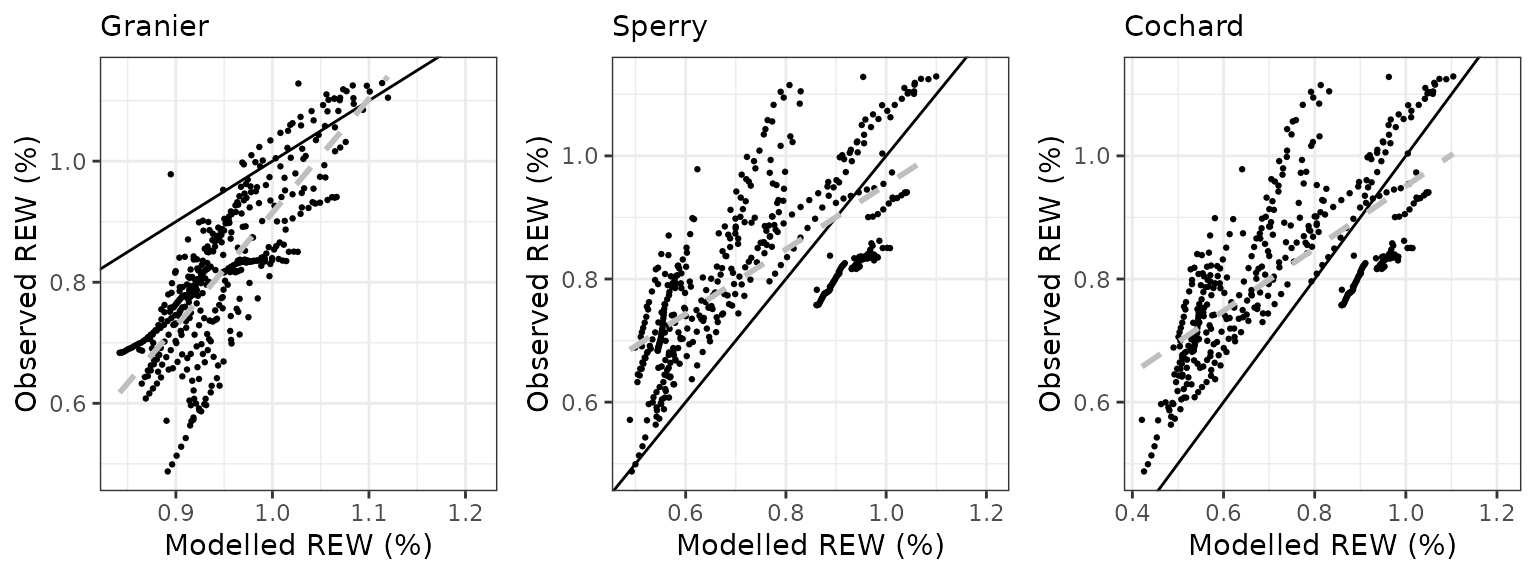 Granier
Observed REW (%)
1.0
0.8
0.6
0.9 1.0 1.1 1.2
Modelled REW (%)
Sperry
Observed REW (%)
1.0
0.8
0.6
0.6 0.8 1.0 1.2
Modelled REW (%)
Cochard
Observed REW (%)
1.0
0.8
0.6
0.4 0.6 0.8 1.0 1.2
Modelled REW (%)